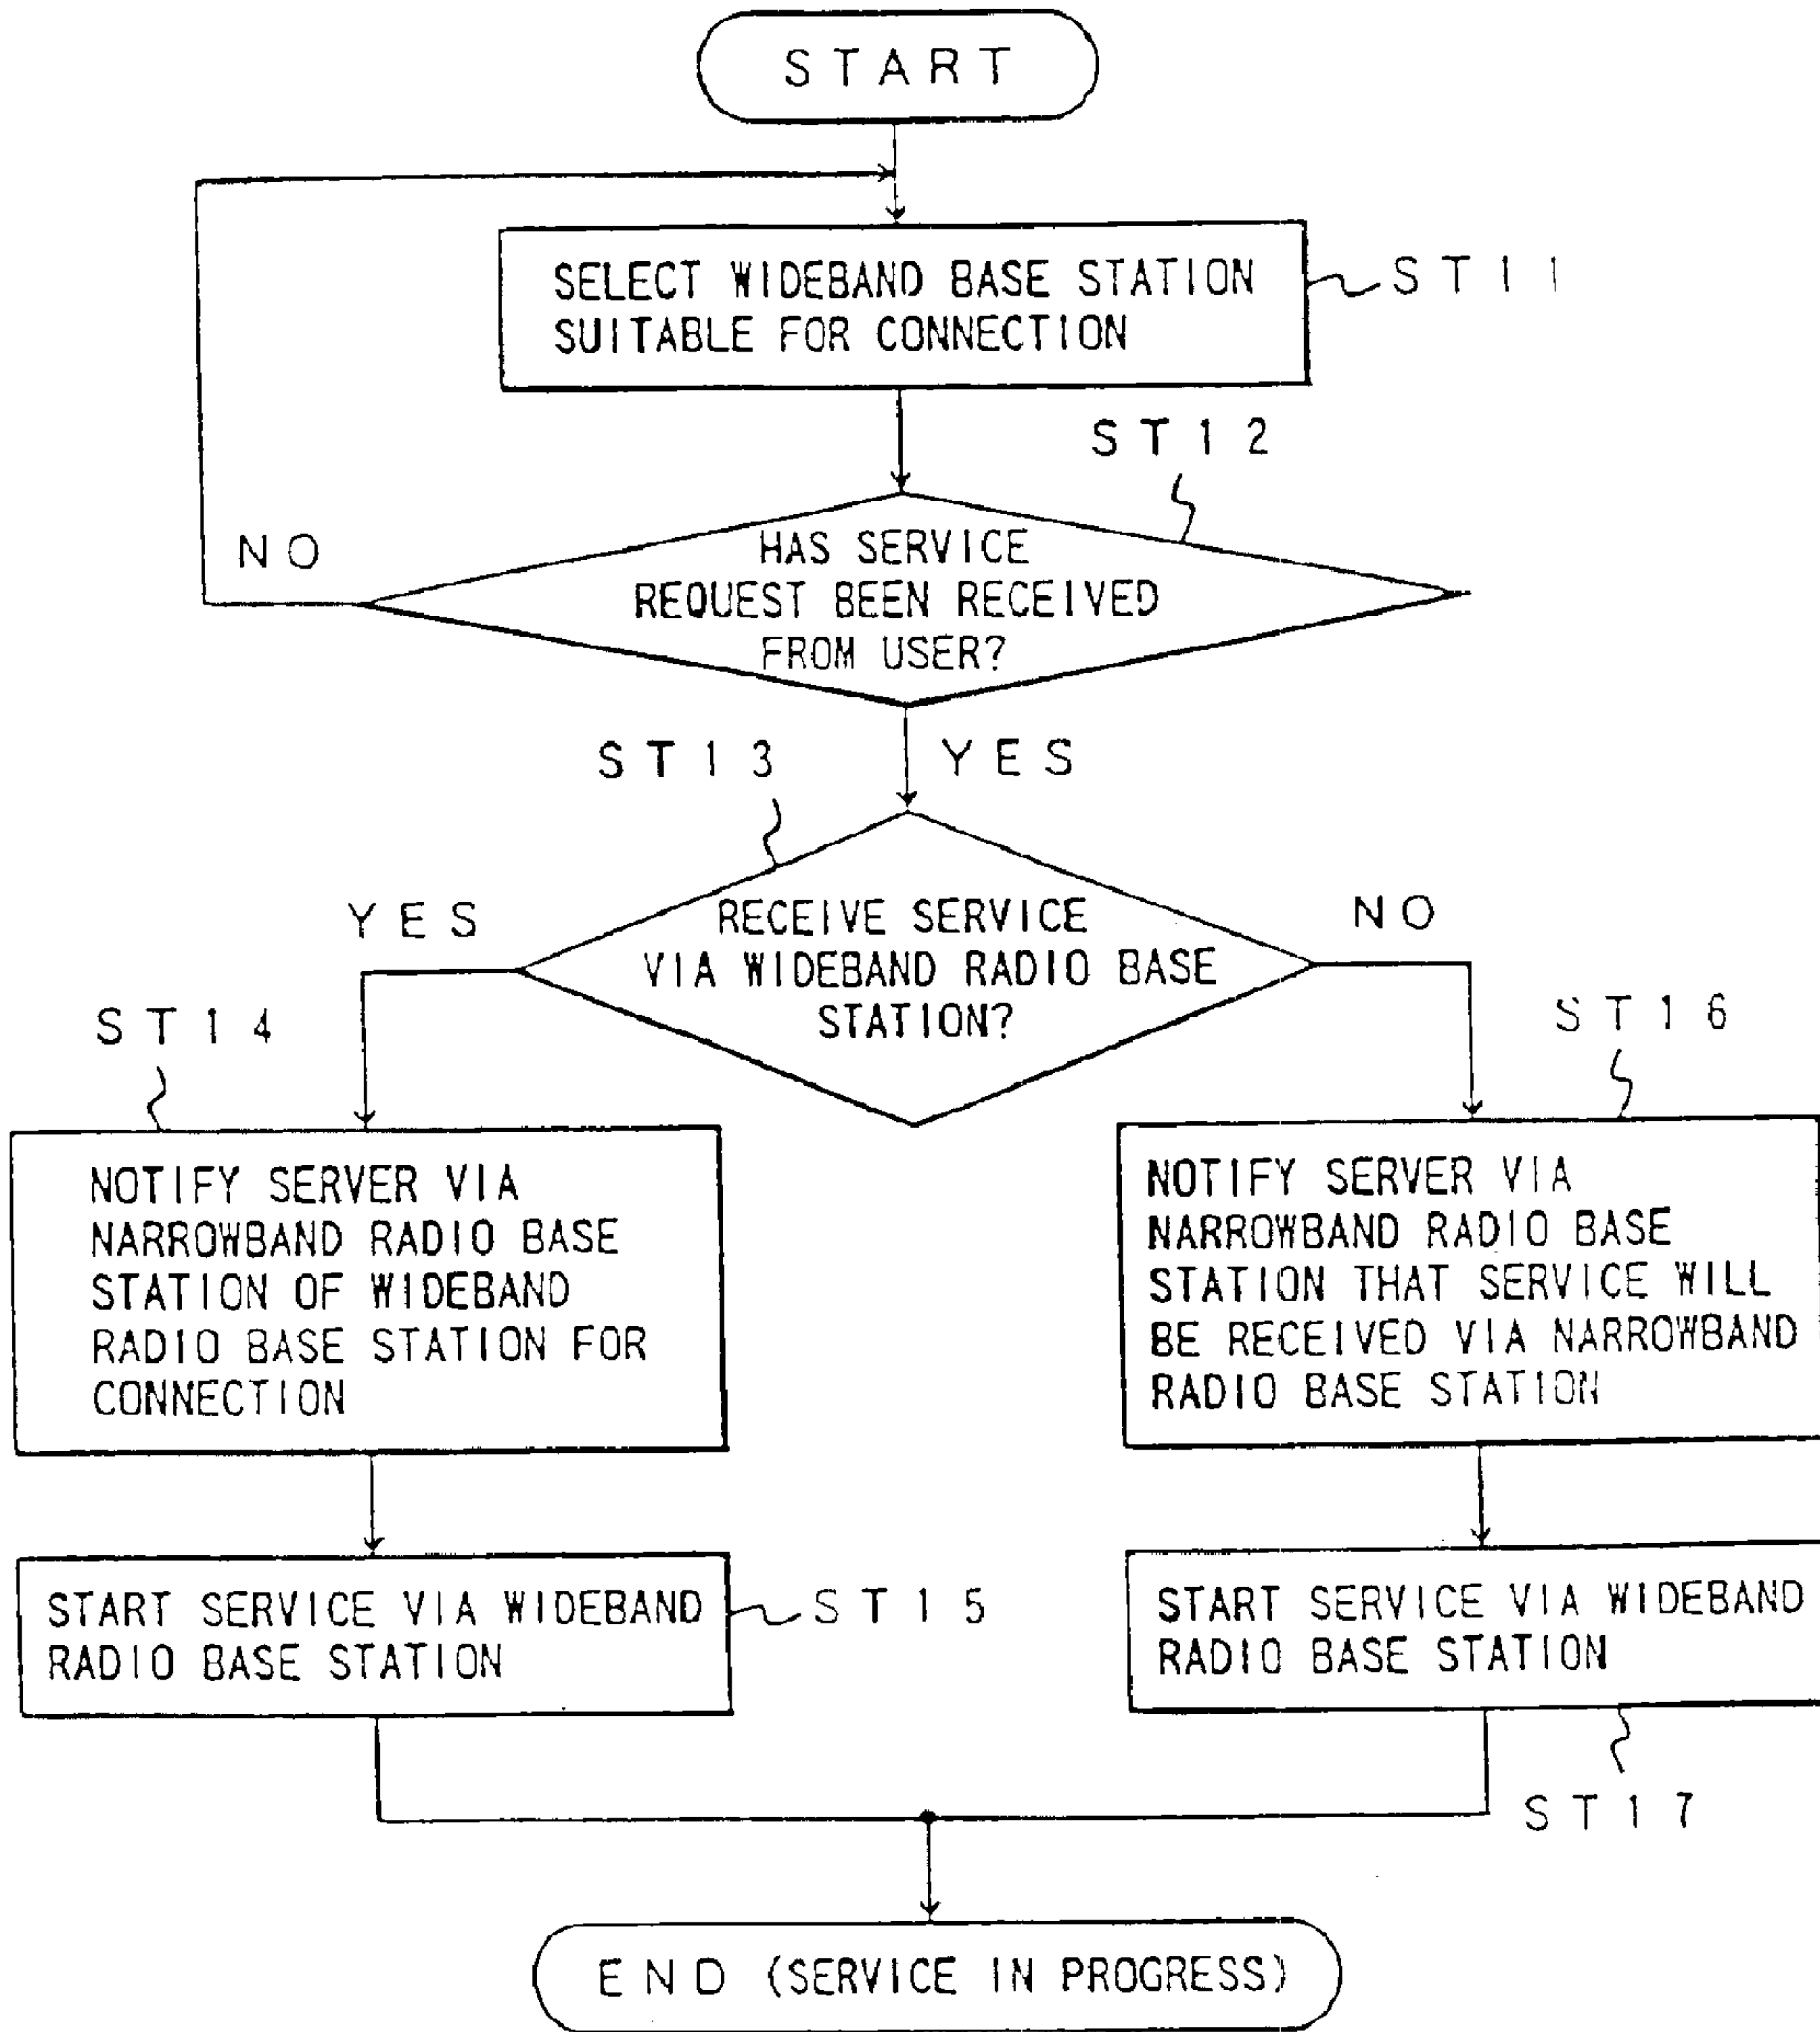 START
SELECT WIDEBAND BASE STATION
SUITABLE FOR CONNECTION
ST11
ST12
HAS SERVICE
REQUEST BEEN RECEIVED
FROM USER?
NO
YES
ST13
RECEIVE SERVICE
VIA WIDEBAND RADIO BASE
STATION?
YES
NO
ST14
NOTIFY SERVER VIA
NARROWBAND RADIO BASE
STATION OF WIDEBAND
RADIO BASE STATION FOR
CONNECTION
ST16
NOTIFY SERVER VIA
NARROWBAND RADIO BASE
STATION THAT SERVICE WILL
BE RECEIVED VIA NARROWBAND
RADIO BASE STATION
START SERVICE VIA WIDEBAND
RADIO BASE STATION
ST15
START SERVICE VIA WIDEBAND
RADIO BASE STATION
ST17
END (SERVICE IN PROGRESS)